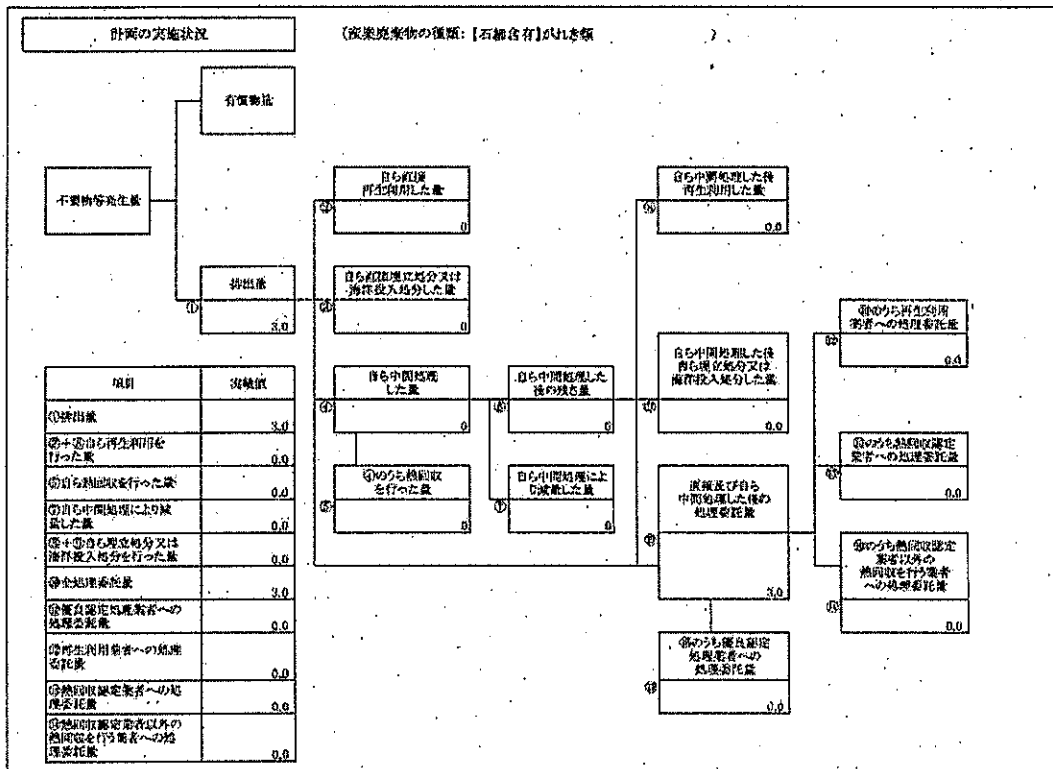 計画の実施状況
(産業廃棄物の種類:【石綿含有】がれき類 )
有償物量
不要物等発生量
自ら直接
再生利用した量
②
0
自ら中間処理した後
再生利用した量
⑧
0.0
排出量
①
3.0
自ら直接埋立処分又は
海洋投入処分した量
③
0
⑩のうち再生利用
業者への処理委託量
⑫
0.0
自ら中間処理
した量
④
0
自ら中間処理した
後の残さ量
⑥
0
自ら中間処理した後
自ら埋立処分又は
海洋投入処分した量
⑨
0.0
④のうち熱回収
を行った量
⑤
0
自ら中間処理によ
り減量した量
⑦
0
直接及び自ら
中間処理した後の
処理委託量
⑩
3.0
⑩のうち熱回収認定
業者への処理委託量
⑬
0.0
⑩のうち熱回収認定
業者以外の
熱回収を行う業者
への処理委託量
⑭
0.0
⑩のうち優良認定
処理業者への
処理委託量
⑪
0.0
項目
実績値
①排出量
3.0
②+⑧自ら再生利用を
行った量
0.0
⑤自ら熱回収を行った量
0.0
⑦自ら中間処理により減
量した量
0.0
③+⑨自ら埋立処分又は
海洋投入処分を行った量
0.0
⑩全処理委託量
3.0
⑪優良認定処理業者への
処理委託量
0.0
⑫再生利用業者への処理
委託量
0.0
⑬熱回収認定業者への処
理委託量
0.0
⑭熱回収認定業者以外の
熱回収を行う業者への処
理委託量
0.0